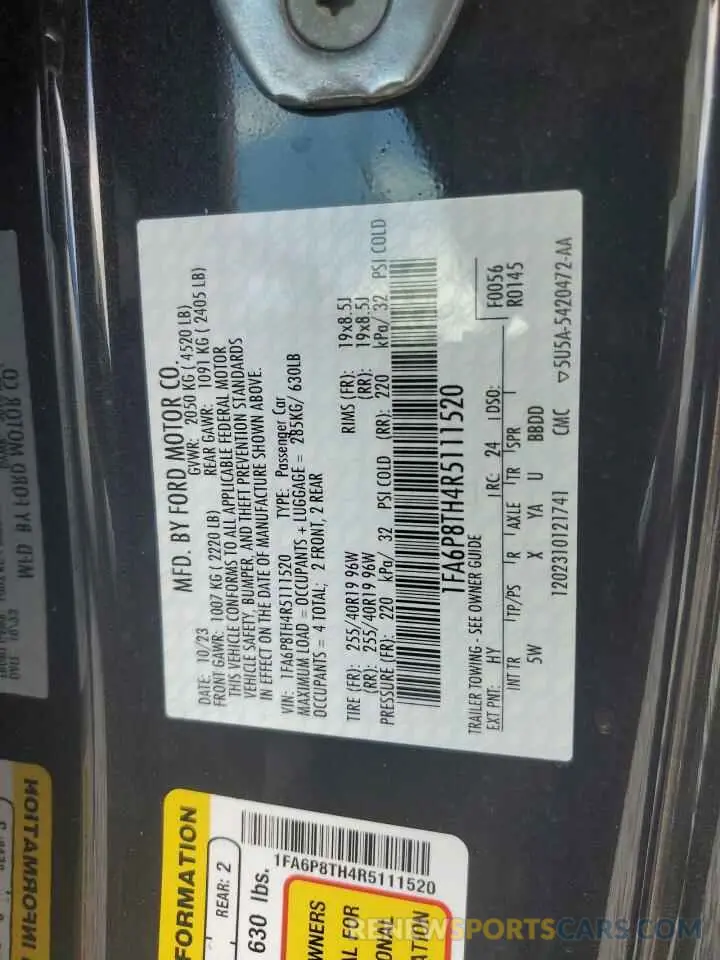 MFD. BY FORD MOTOR CO.
DATE: 10/23 GVWR: 2050 KG ( 4520 LB)
FRONT GAWR: 1007 KG ( 2220 LB) REAR GAWR: 1091 KG ( 2405 LB)
THIS VEHICLE CONFORMS TO ALL APPLICABLE FEDERAL MOTOR
VEHICLE SAFETY, BUMPER, AND THEFT PREVENTION STANDARDS
IN EFFECT ON THE DATE OF MANUFACTURE SHOWN ABOVE.
VIN: 1FA6P8TH4R5111520 TYPE: Passenger Car
MAXIMUM LOAD = OCCUPANTS + LUGGAGE = 285KG/ 630LB
OCCUPANTS = 4 TOTAL; 2 FRONT, 2 REAR
TIRE (FR): 255/40R19 96W RIMS (FR): 19x8.5J
(RR): 255/40R19 96W (RR): 19x8.5J
PRESSURE (FR): 220 kPa/ 32 PSI COLD (RR): 220 kPa/ 32 PSI COLD
1FA6P8TH4R5111520
TRAILER TOWING - SEE OWNER GUIDE
EXT PNT: HY RC: 24 DSO: F0056
R0145
INT TR TP/PS R AXLE TR SPR
5W X YA U BBDD
1202310121741 CMC ▽5U5A-5420472-AA
FORMATION
REAR: 2
630 lbs.
1FA6P8TH4R5111520
WNERS
L FOR
ONAL
ATION
RENEWSPORTSCARS.COM